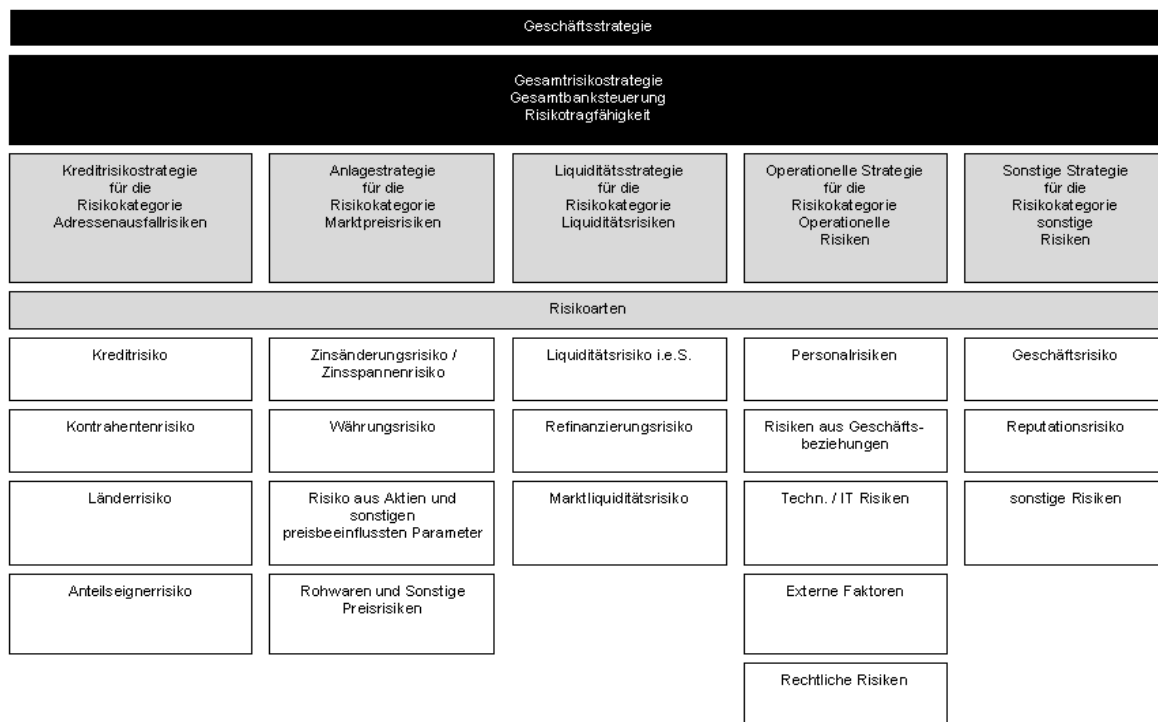 Geschäftsstrategie
Gesamtrisikostrategie
Gesamtbanksteuerung
Risikotragfähigkeit
Kreditrisikostrategie
für die
Risikokategorie
Adressenausfallrisiken
Anlagestrategie
für die
Risikokategorie
Marktpreisrisiken
Liquiditätsstrategie
für die
Risikokategorie
Liquiditätsrisiken
Operationelle Strategie
für die
Risikokategorie
Operationelle
Risiken
Sonstige Strategie
für die
Risikokategorie
sonstige
Risiken
Risikoarten
Kreditrisiko
Zinsänderungsrisiko /
Zinsspannenrisiko
Liquiditätsrisiko i.e.S.
Personalrisiken
Geschäftsrisiko
Kontrahentenrisiko
Währungsrisiko
Refinanzierungsrisiko
Risiken aus Geschäfts-
beziehungen
Reputationsrisiko
Länderrisiko
Risiko aus Aktien und
sonstigen
preisbeeinflussten Parameter
Marktliquiditätsrisiko
Techn. / IT Risiken
sonstige Risiken
Anteilseignerrisiko
Rohwaren und Sonstige
Preisrisiken
Externe Faktoren
Rechtliche Risiken